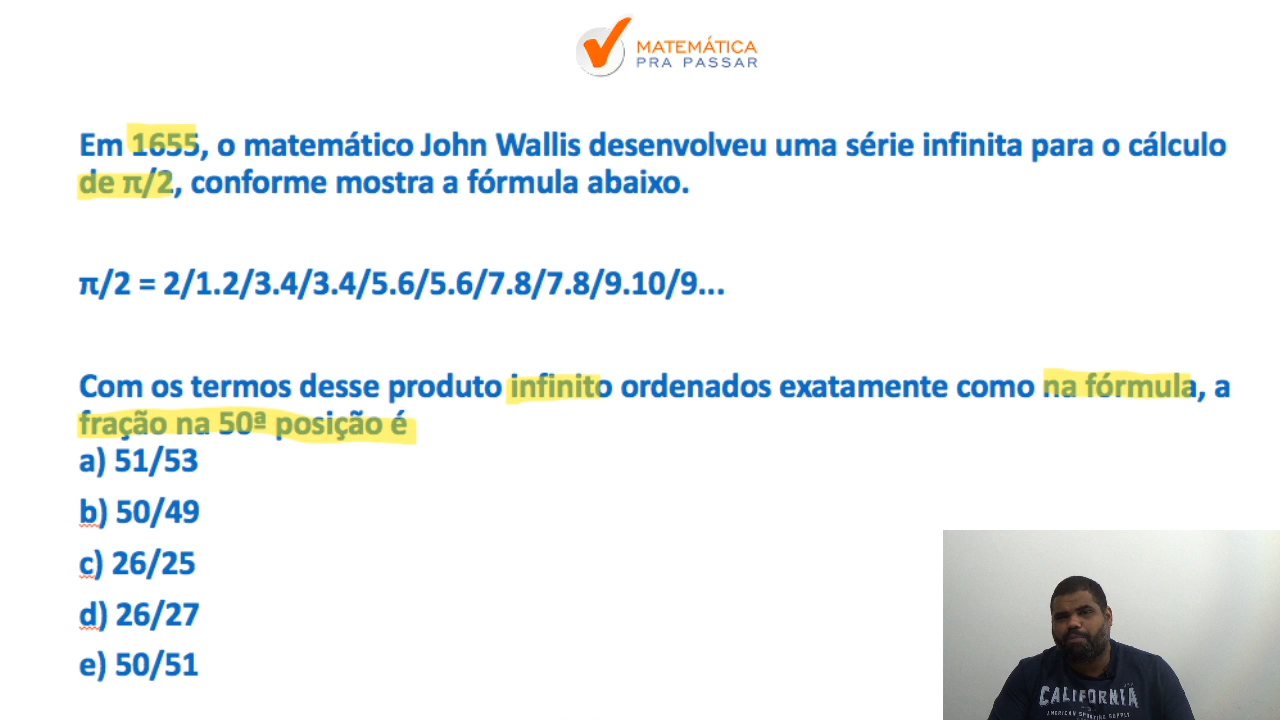 MATEMÁTICA
PRA PASSAR
Em 1655, o matemático John Wallis desenvolveu uma série infinita para o cálculo
de π/2, conforme mostra a fórmula abaixo.
π/2 = 2/1.2/3.4/3.4/5.6/5.6/7.8/7.8/9.10/9...
Com os termos desse produto infinito ordenados exatamente como na fórmula, a
fração na 50ª posição é
a) 51/53
b) 50/49
c) 26/25
d) 26/27
e) 50/51
CALIFORNIA
AMERICAN SPORTING SUPPLY